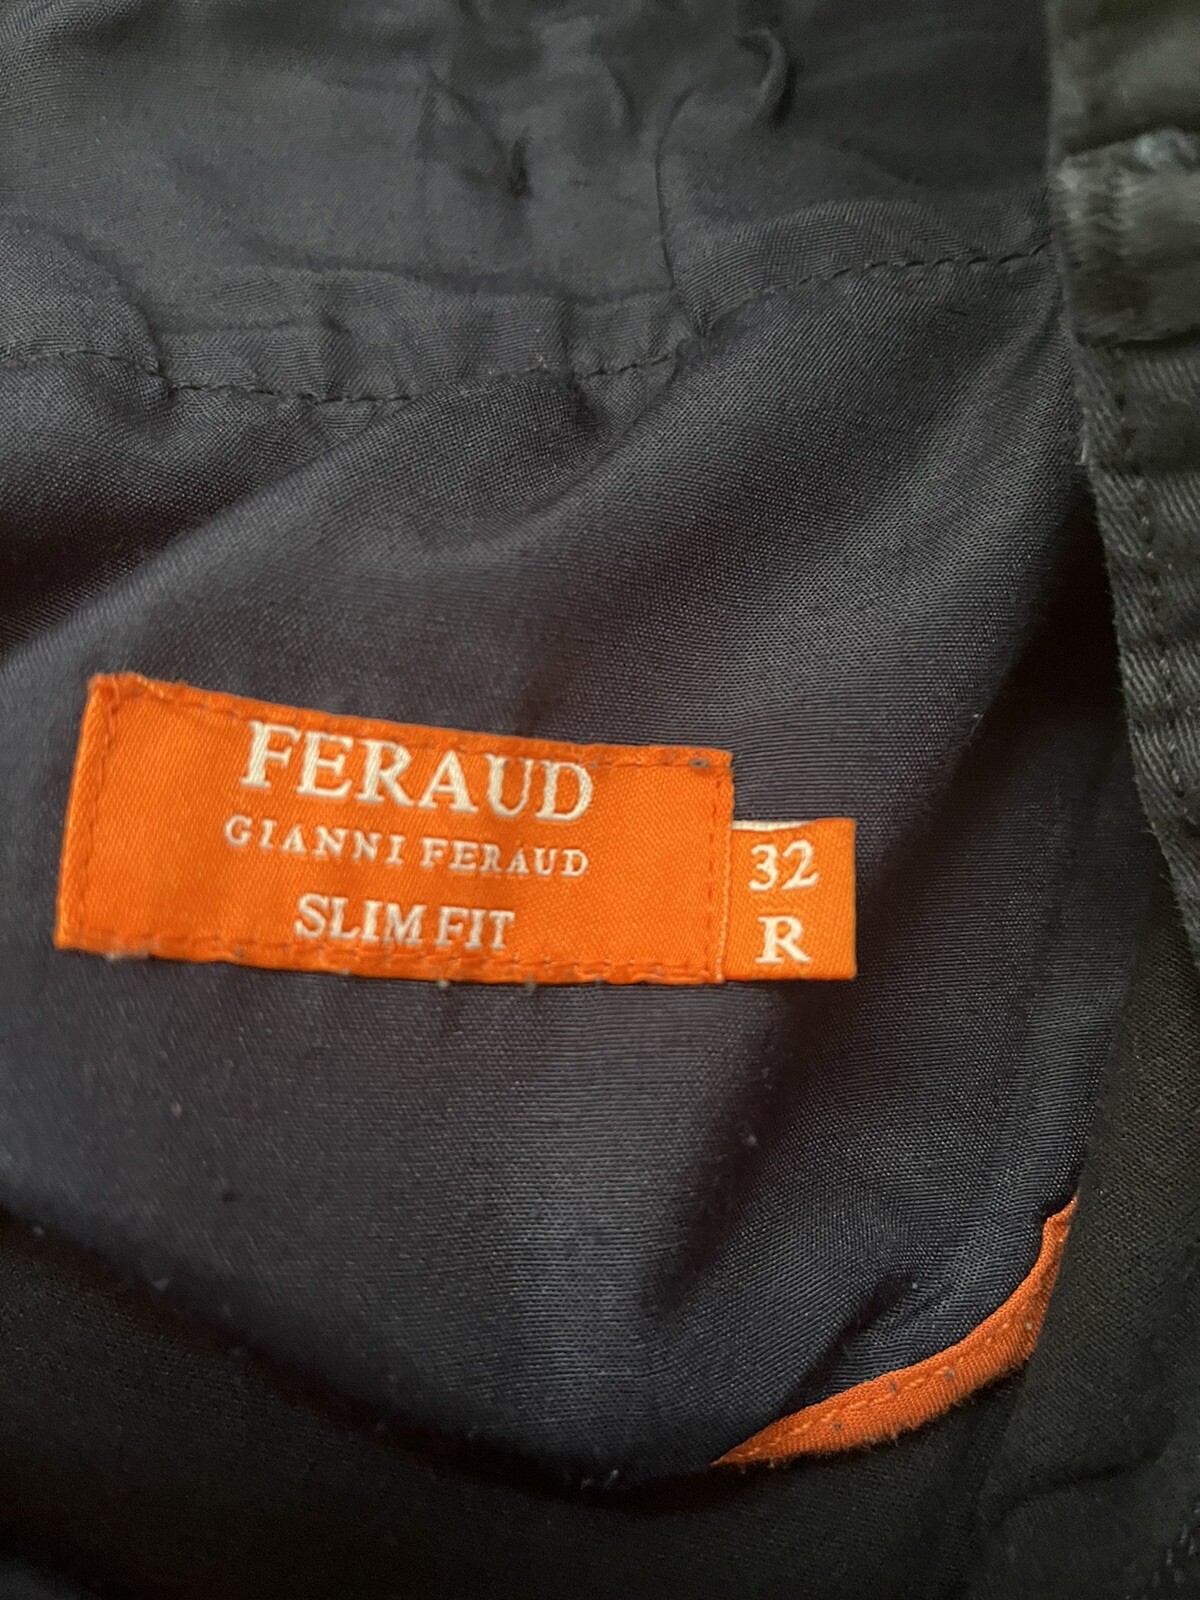 FERAUD
GIANNI FERAUD
SLIM FIT
32
R